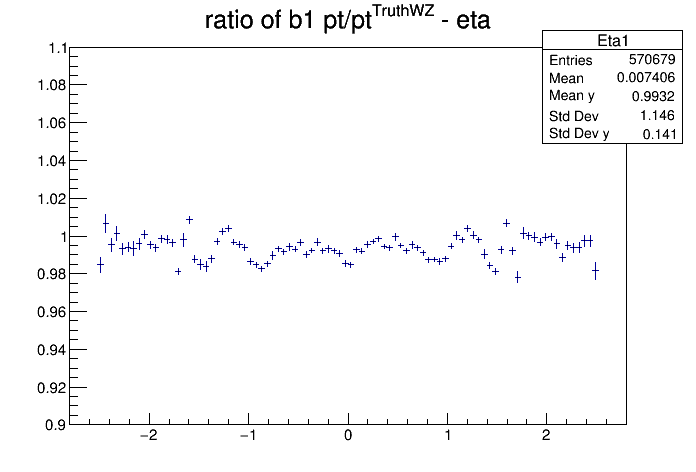 ratio of b1 pt/pt^TruthWZ - eta
Eta1
Entries 570679
Mean 0.007406
Mean y 0.9932
Std Dev 1.146
Std Dev y 0.141
1.1
1.08
1.06
1.04
1.02
1
0.98
0.96
0.94
0.92
0.9
−2 −1 0 1 2